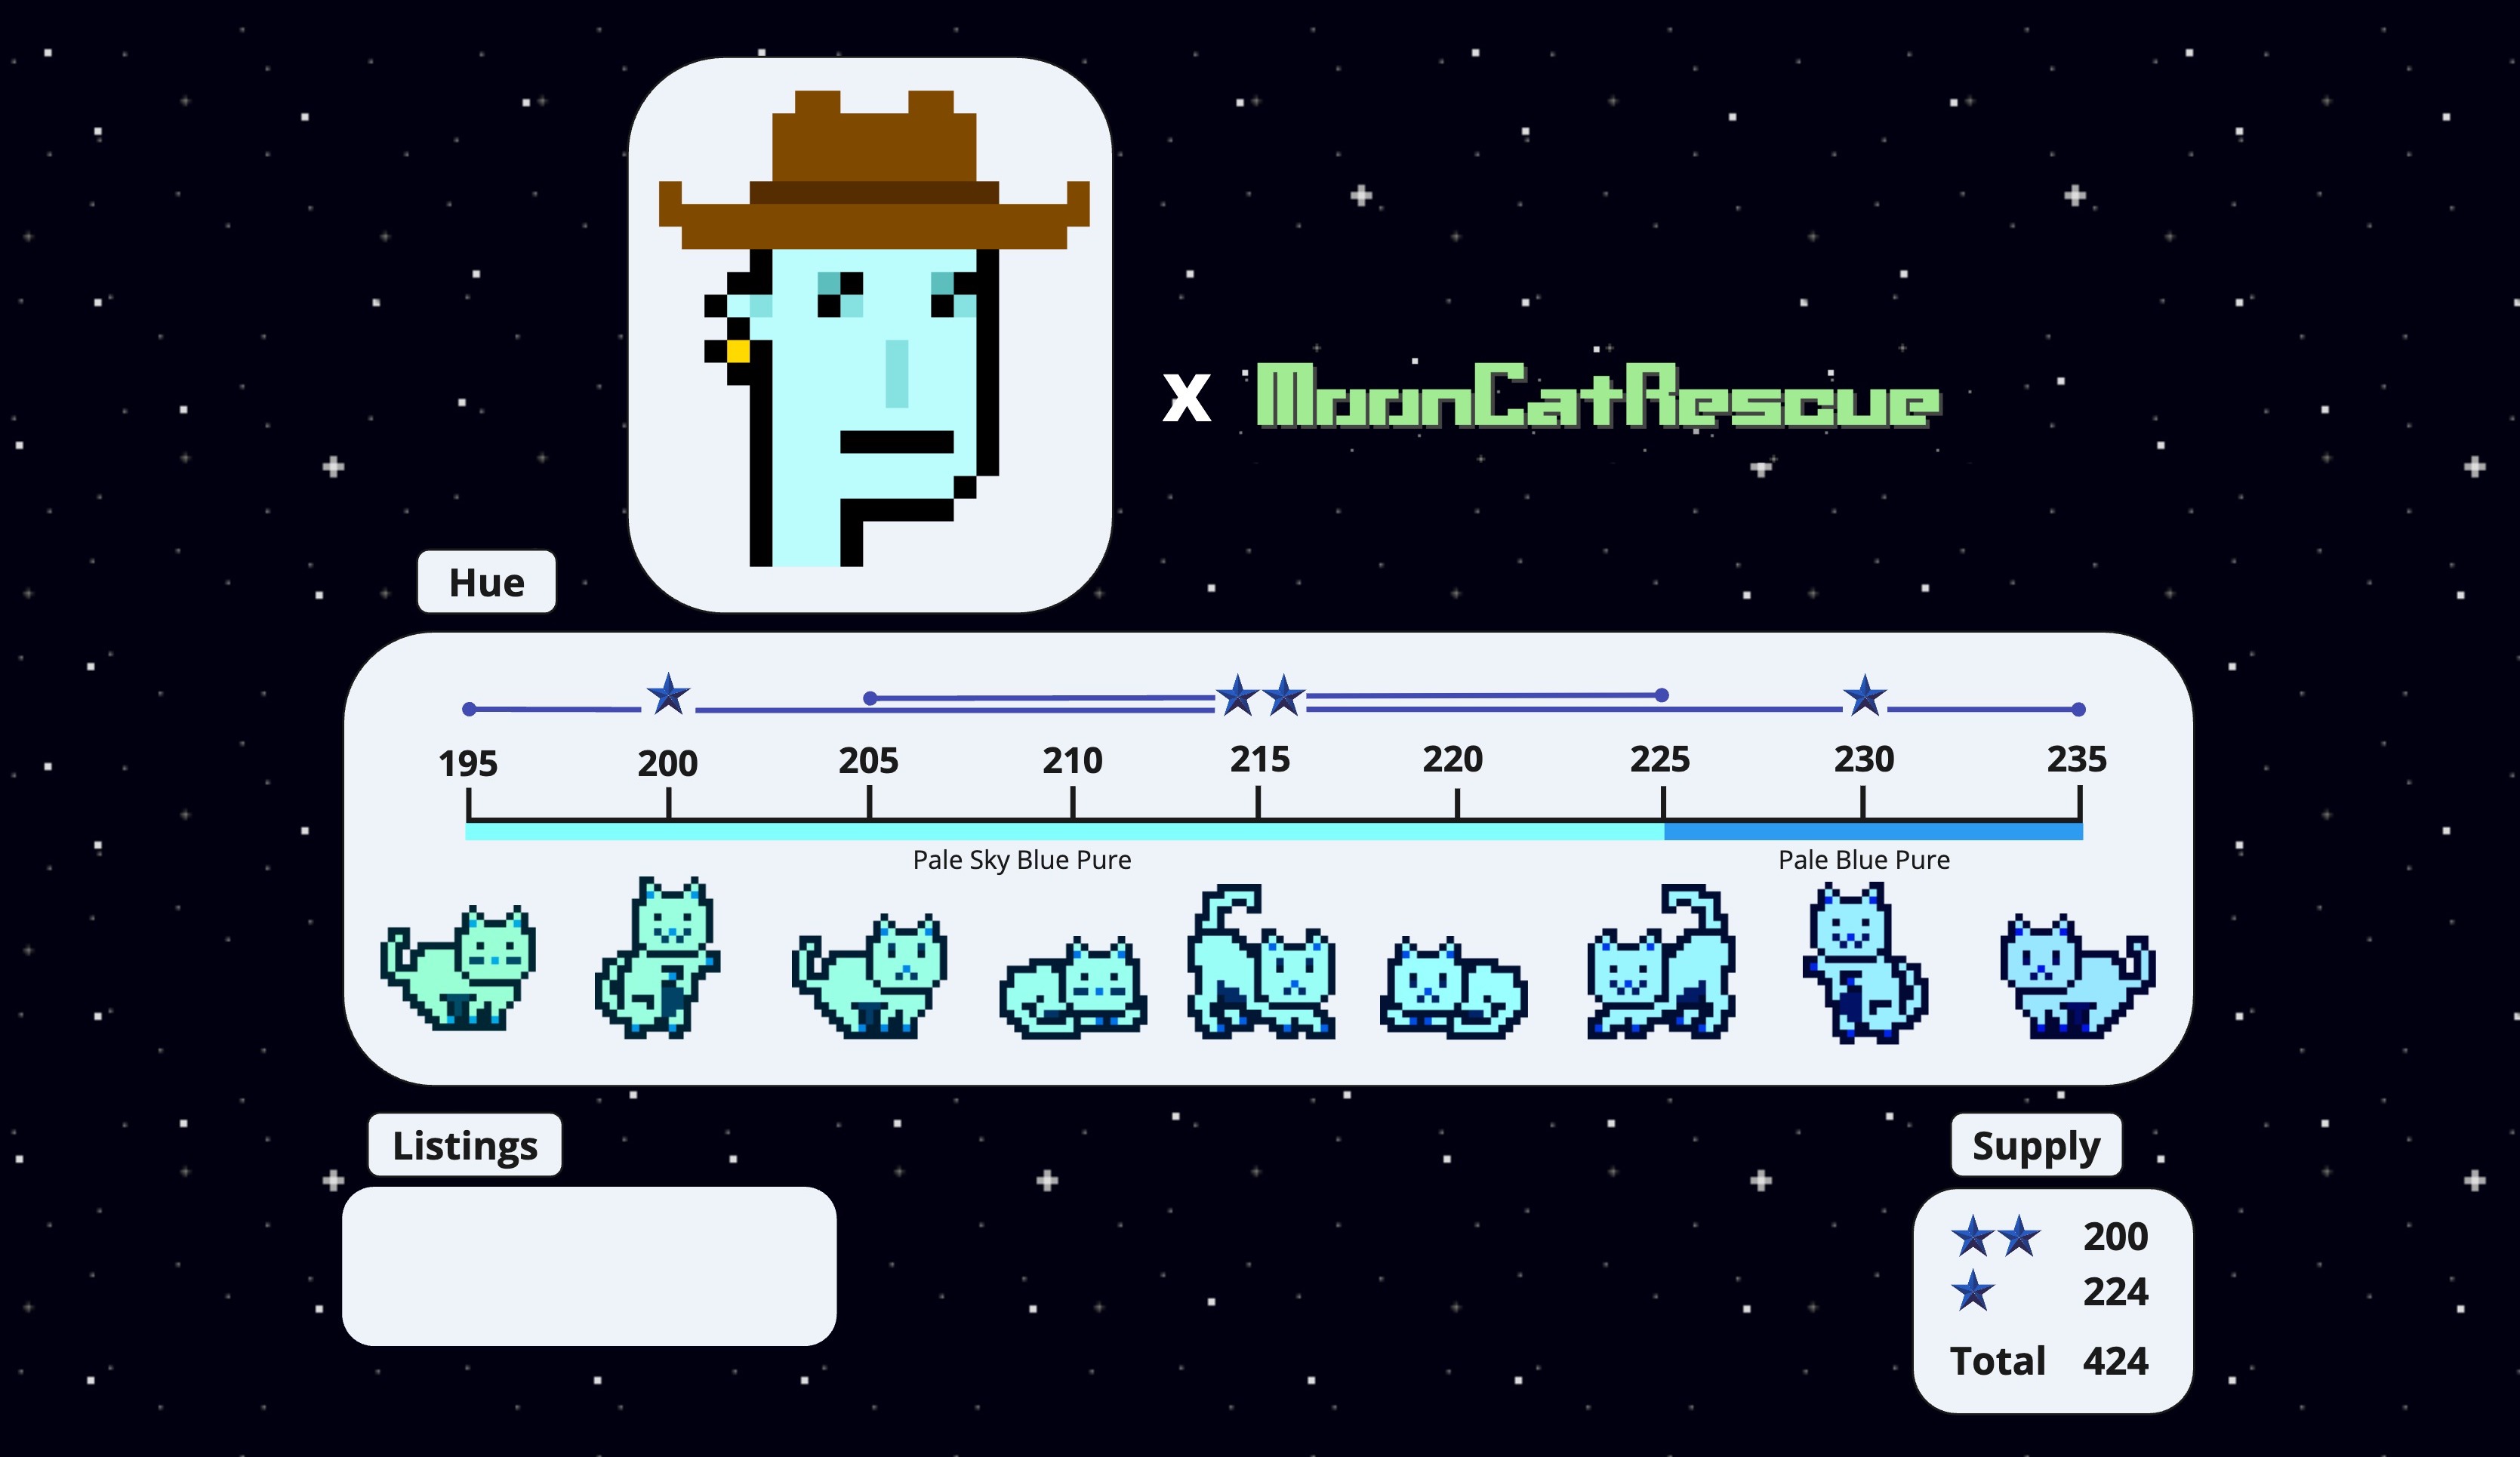 x MoonCatRescue
Hue
195 200 205 210 215 220 225 230 235
Pale Sky Blue Pure Pale Blue Pure
Listings
Supply
200
224
Total 424